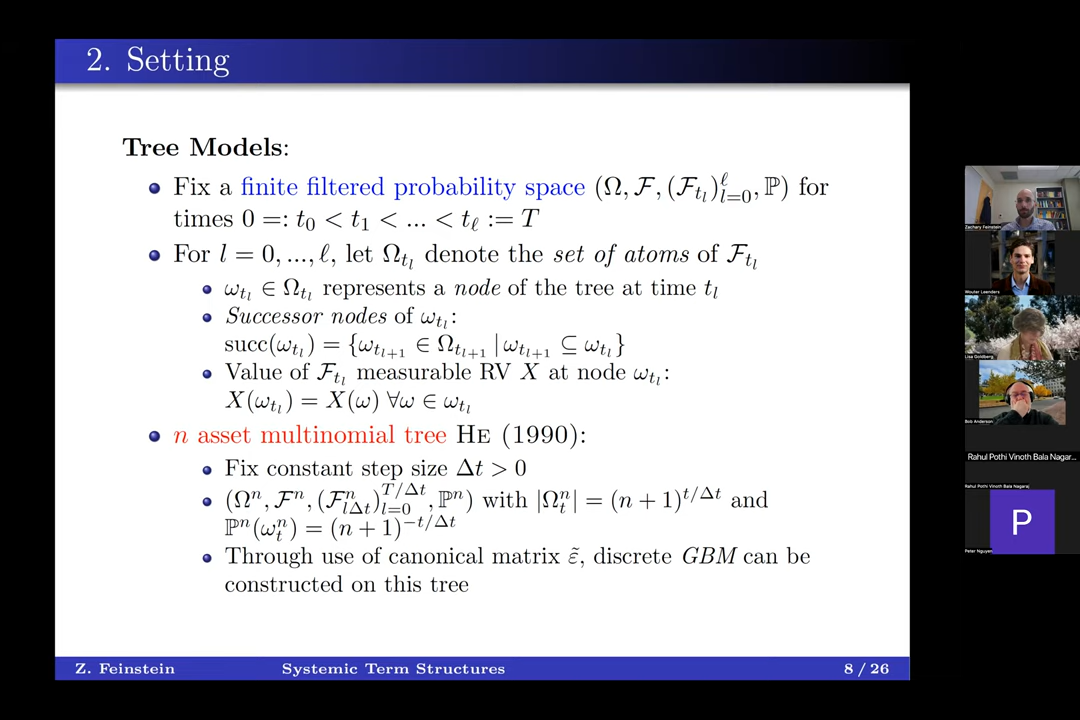 2. Setting
Tree Models:
Fix a finite filtered probability space (Ω, ℱ, (ℱ_{t_l})_{l=0}^{ℓ}, ℙ) for
times 0 =: t_0 < t_1 < ... < t_ℓ := T
For l = 0, ..., ℓ, let Ω_{t_l} denote the set of atoms of ℱ_{t_l}
ω_{t_l} ∈ Ω_{t_l} represents a node of the tree at time t_l
Successor nodes of ω_{t_l}:
succ(ω_{t_l}) = {ω_{t_{l+1}} ∈ Ω_{t_{l+1}} | ω_{t_{l+1}} ⊆ ω_{t_l}}
Value of ℱ_{t_l} measurable RV X at node ω_{t_l}:
X(ω_{t_l}) = X(ω) ∀ω ∈ ω_{t_l}
n asset multinomial tree HE (1990):
Fix constant step size Δt > 0
(Ω^n, ℱ^n, (ℱ^n_{lΔt})_{l=0}^{T/Δt}, ℙ^n) with |Ω^n_t| = (n + 1)^{t/Δt} and
ℙ^n(ω^n_t) = (n + 1)^{−t/Δt}
Through use of canonical matrix ε̃, discrete GBM can be
constructed on this tree
Z. Feinstein
Systemic Term Structures
8 / 26
Zachary Feinstein
Wouter Leenders
Lisa Goldberg
Bob Anderson
Rahul Pothi Vinoth Bala Nagar...
Rahul Pothi Vinoth Bala Nagaraj
P
Peter Nguyen